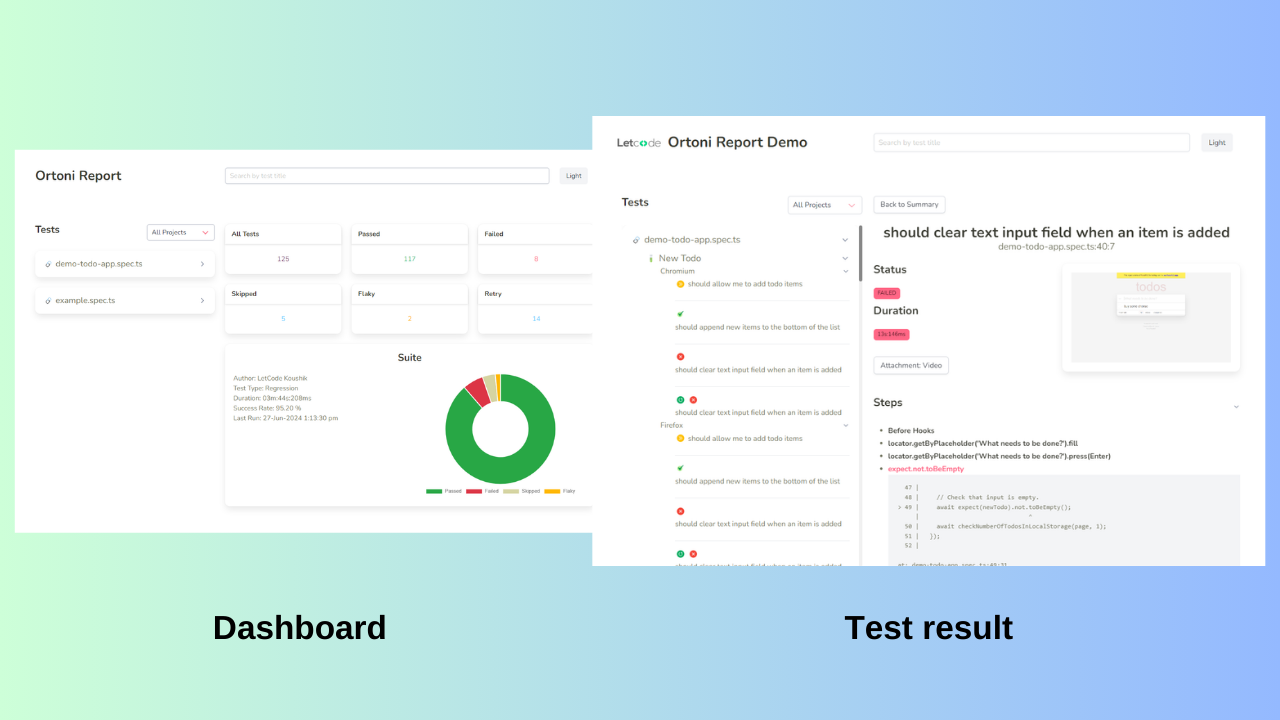 Ortoni Report
Search by test title
Light
Tests
All Projects
demo-todo-app.spec.ts
example.spec.ts
All Tests
125
Passed
117
Failed
8
Skipped
5
Flaky
2
Retry
14
Suite
Author: LetCode Koushik
Test Type: Regression
Duration: 03m:44s:208ms
Success Rate: 95.20 %
Last Run: 27-Jun-2024 1:13:30 pm
Passed Failed Skipped Flaky
Dashboard
Letcode Ortoni Report Demo
Search by test title
Light
Tests
All Projects
demo-todo-app.spec.ts
New Todo
Chromium
should allow me to add todo items
should append new items to the bottom of the list
should clear text input field when an item is added
should clear text input field when an item is added
Firefox
should allow me to add todo items
should append new items to the bottom of the list
should clear text input field when an item is added
Back to Summary
should clear text input field when an item is added
demo-todo-app.spec.ts:40:7
Status
FAILED
Duration
13s:146ms
Attachment: Video
todos
Steps
Before Hooks
locator.getByPlaceholder('What needs to be done?').fill
locator.getByPlaceholder('What needs to be done?').press(Enter)
expect.not.toBeEmpty
47 |
48 | // Check that input is empty.
> 49 | await expect(newTodo).not.toBeEmpty();
| ^
50 | await checkNumberOfTodosInLocalStorage(page, 1);
51 | });
52 |
Test result